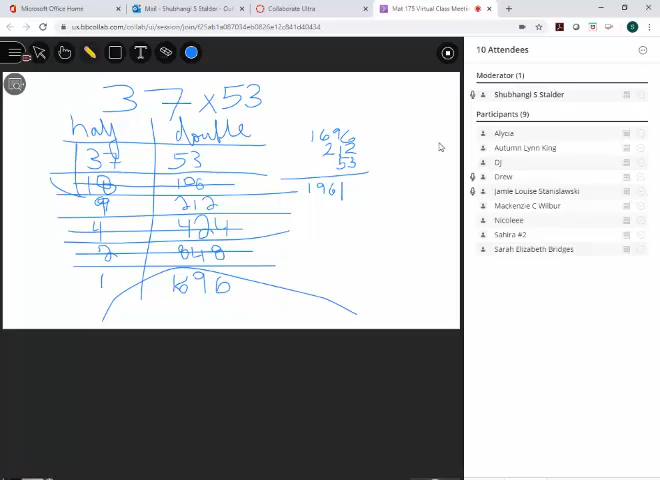 Microsoft Office Home
Mail - Shubhangi S Stalder - Out
Collaborate Ultra
Mat 175 Virtual Class Meeti
us.bbcollab.com/collab/ui/session/join/f25ab1a087034eb0826e12c841d40434
37 x 53
half double
37 53
18 106
9 212
4 424
2 848
1 1696
1696
212
53
1961
10 Attendees
Moderator (1)
Shubhangi S Stalder
Participants (9)
Alycia
Autumn Lynn King
DJ
Drew
Jamie Louise Stanislawski
Mackenzie C Wilbur
Nicoleee
Sahira #2
Sarah Elizabeth Bridges